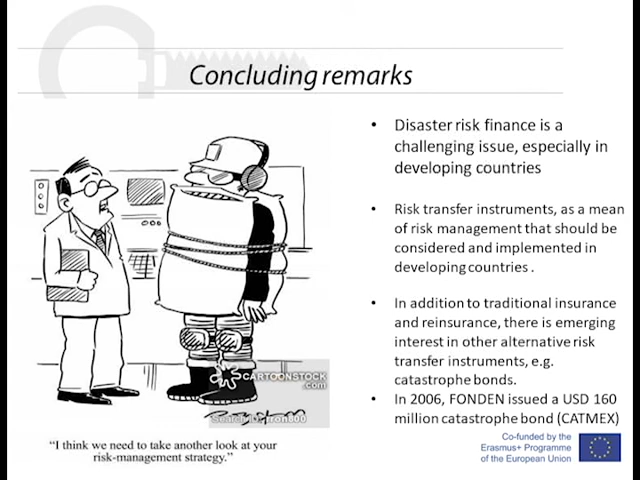 Concluding remarks
• Disaster risk finance is a
challenging issue, especially in
developing countries
• Risk transfer instruments, as a mean
of risk management that should be
considered and implemented in
developing countries .
• In addition to traditional insurance
and reinsurance, there is emerging
interest in other alternative risk
transfer instruments, e.g.
catastrophe bonds.
• In 2006, FONDEN issued a USD 160
million catastrophe bond (CATMEX)
CARTOONSTOCK
.com
"I think we need to take another look at your
risk-management strategy."
Co-funded by the
Erasmus+ Programme
of the European Union